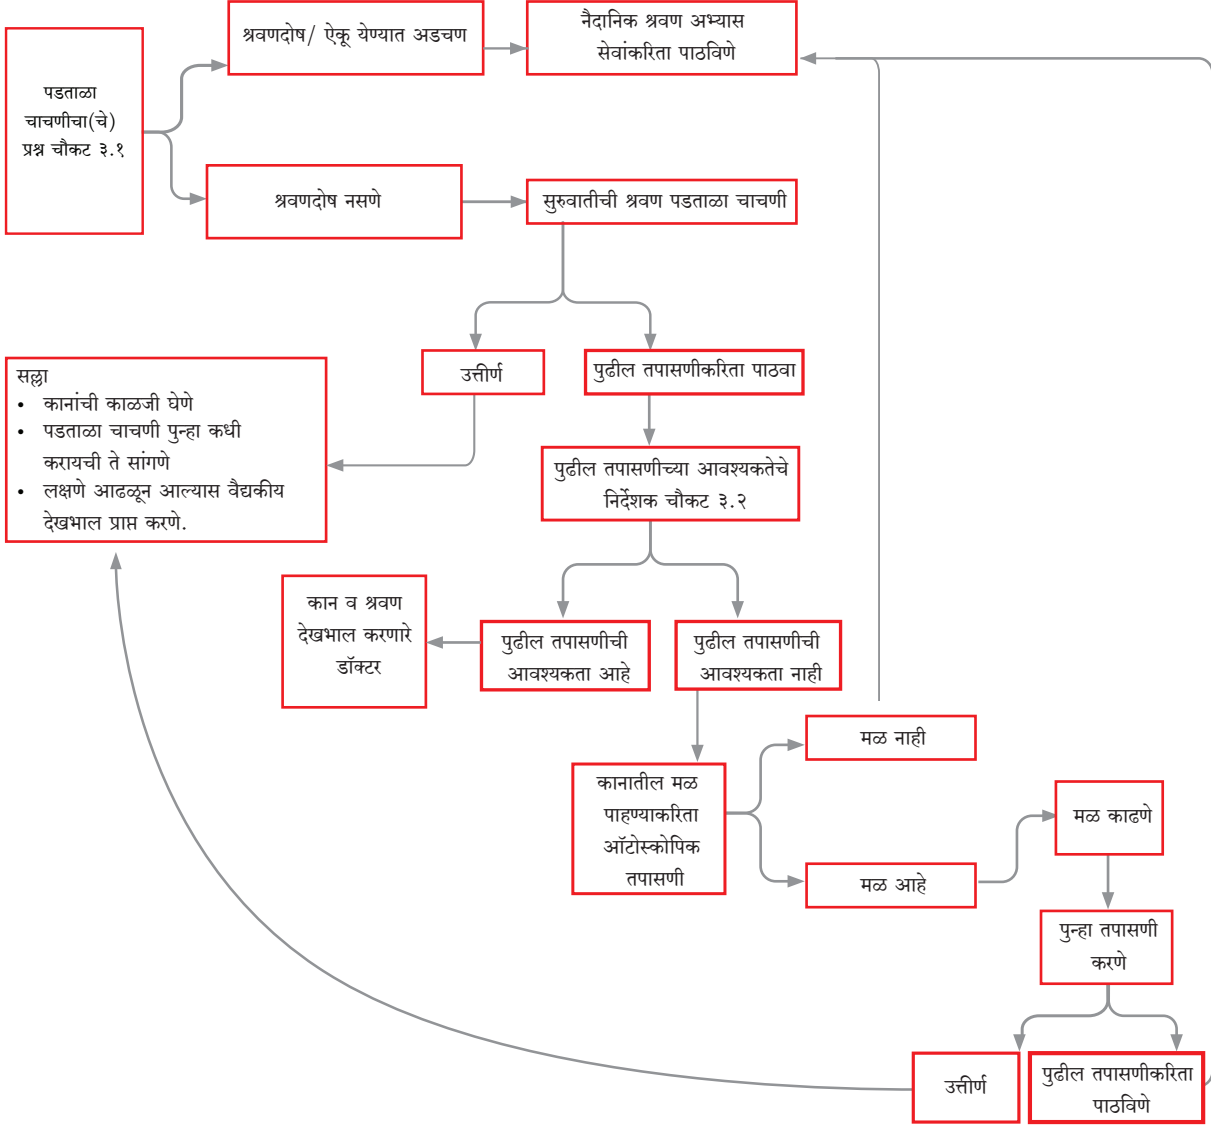 पडताळा
चाचणीचा(चे)
प्रश्न चौकट ३.१
श्रवणदोष/ ऐकू येण्यात अडचण
नैदानिक श्रवण अभ्यास
सेवांकरिता पाठविणे
श्रवणदोष नसणे
सुरुवातीची श्रवण पडताळा चाचणी
उत्तीर्ण
पुढील तपासणीकरिता पाठवा
सल्ला
• कानांची काळजी घेणे
• पडताळा चाचणी पुन्हा कधी
करायची ते सांगणे
• लक्षणे आढळून आल्यास वैद्यकीय
देखभाल प्राप्त करणे.
पुढील तपासणीच्या आवश्यकतेचे
निर्देशक चौकट ३.२
कान व श्रवण
देखभाल करणारे
डॉक्टर
पुढील तपासणीची
आवश्यकता आहे
पुढील तपासणीची
आवश्यकता नाही
कानातील मळ
पाहण्याकरिता
ऑटोस्कोपिक
तपासणी
मळ नाही
मळ आहे
मळ काढणे
पुन्हा तपासणी
करणे
उत्तीर्ण
पुढील तपासणीकरिता
पाठविणे